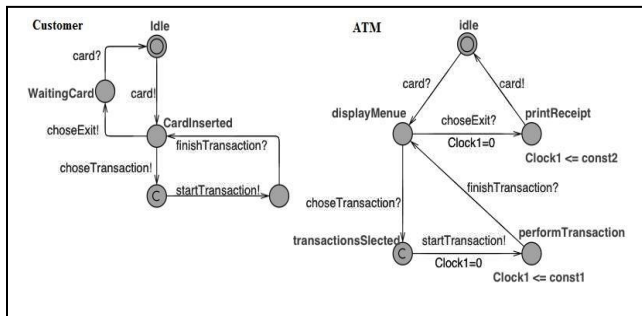 Customer
Idle
card?
WaitingCard
card!
CardInserted
choseExit!
finishTransaction?
choseTransaction!
startTransaction!
C
ATM
idle
card?
card!
displayMenue
choseExit?
printReceipt
Clock1=0
Clock1 <= const2
finishTransaction?
choseTransaction?
transactionsSlected
startTransaction!
performTransaction
C
Clock1=0
Clock1 <= const1